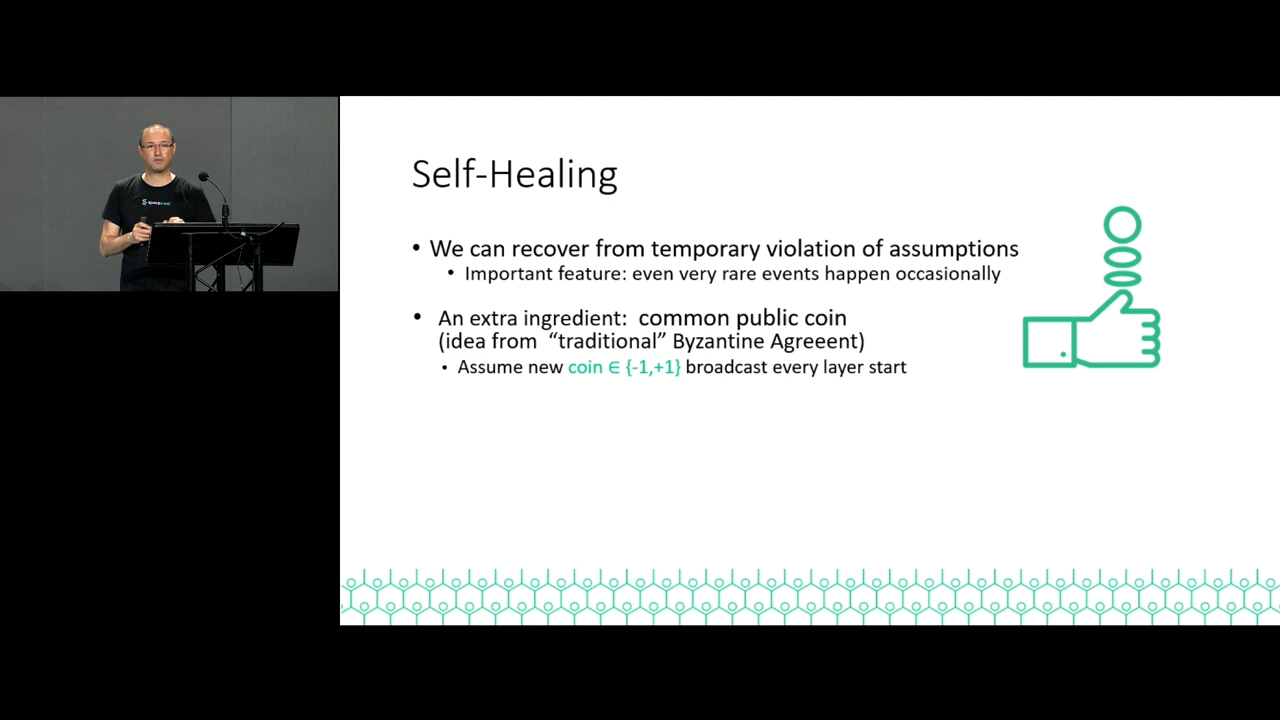 Self-Healing
• We can recover from temporary violation of assumptions
• Important feature: even very rare events happen occasionally
• An extra ingredient: common public coin
(idea from “traditional” Byzantine Agreeent)
• Assume new coin ∈ {-1,+1} broadcast every layer start